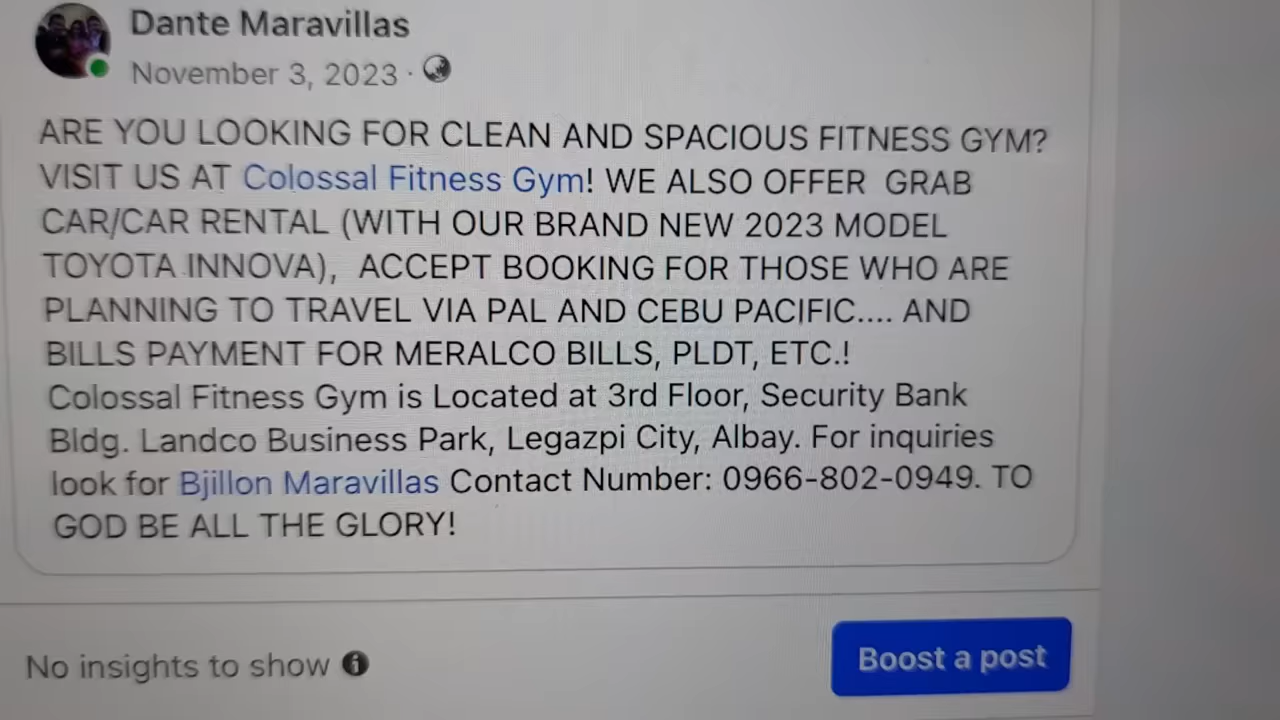 Dante Maravillas
November 3, 2023 ·
ARE YOU LOOKING FOR CLEAN AND SPACIOUS FITNESS GYM?
VISIT US AT Colossal Fitness Gym! WE ALSO OFFER GRAB
CAR/CAR RENTAL (WITH OUR BRAND NEW 2023 MODEL
TOYOTA INNOVA), ACCEPT BOOKING FOR THOSE WHO ARE
PLANNING TO TRAVEL VIA PAL AND CEBU PACIFIC.... AND
BILLS PAYMENT FOR MERALCO BILLS, PLDT, ETC.!
Colossal Fitness Gym is Located at 3rd Floor, Security Bank
Bldg. Landco Business Park, Legazpi City, Albay. For inquiries
look for Bjillon Maravillas Contact Number: 0966-802-0949. TO
GOD BE ALL THE GLORY!
No insights to show
Boost a post